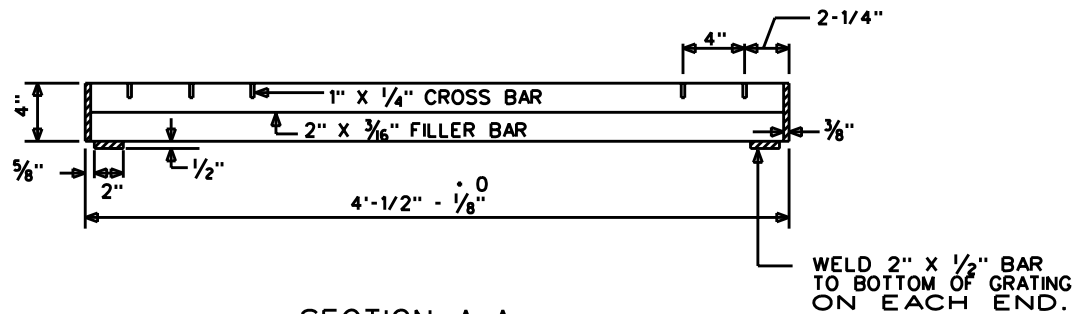 2-1/4"
4"
1" X 1/4" CROSS BAR
4"
2" X 3/16" FILLER BAR
3/8"
5/8"
1/2"
2"
· 0
4'-1/2" - 1/8"
WELD 2" X 1/2" BAR
TO BOTTOM OF GRATING
ON EACH END.